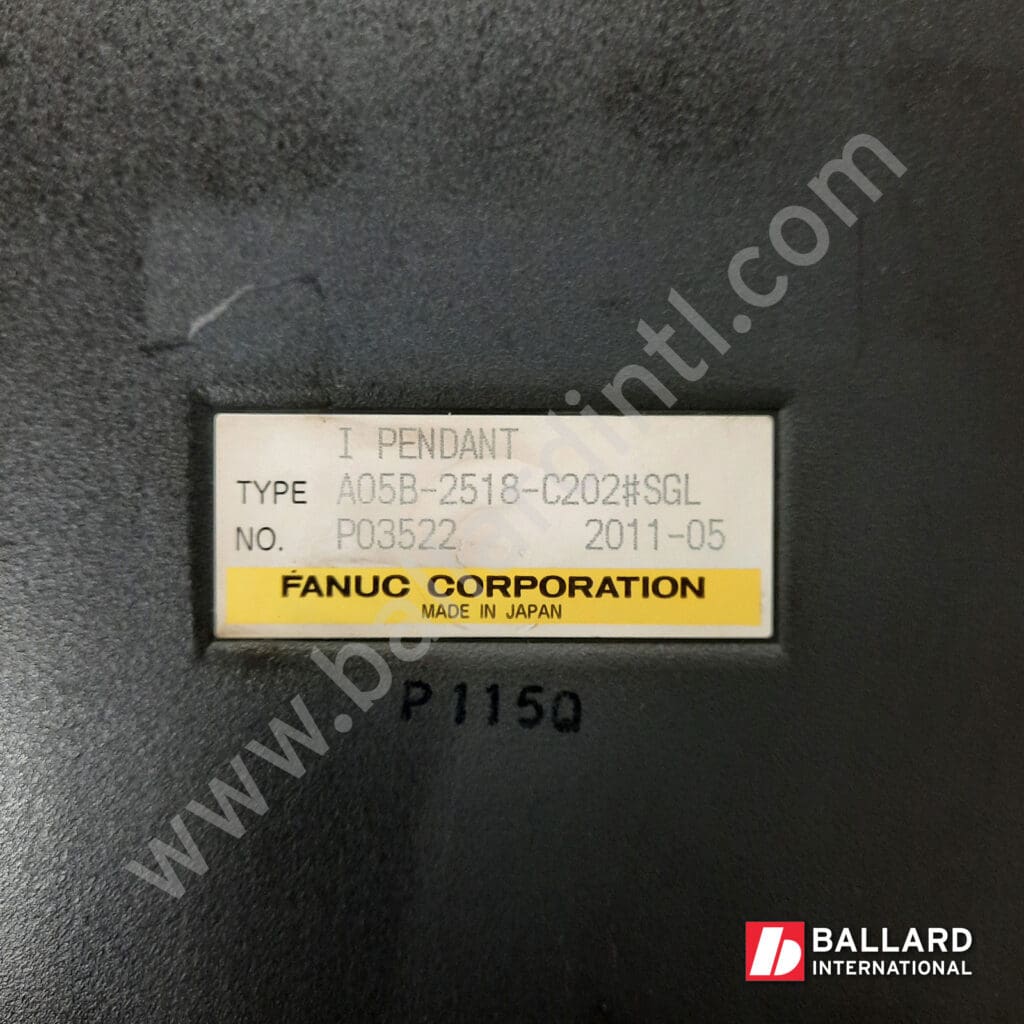 I PENDANT
TYPE A05B-2518-C202#SGL
NO. P03522 2011-05
FANUC CORPORATION
MADE IN JAPAN
P115Q
www.ballardintl.com
BALLARD
INTERNATIONAL